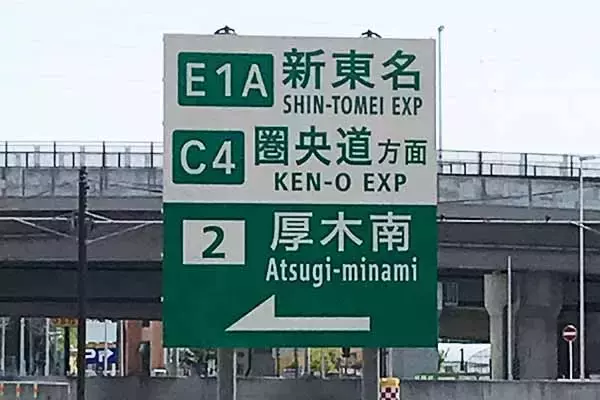 E1A 新東名
SHIN-TOMEI EXP
C4 圏央道方面
KEN-O EXP
2 厚木南
Atsugi-minami
P